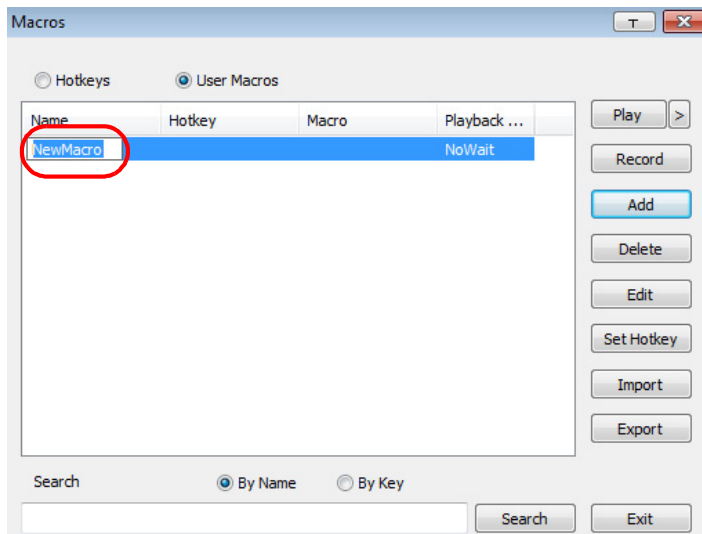 Macros
Hotkeys User Macros
Name Hotkey Macro Playback ... Play >
NewMacro NoWait
Record
Add
Delete
Edit
Set Hotkey
Import
Export
Search By Name By Key
Search Exit